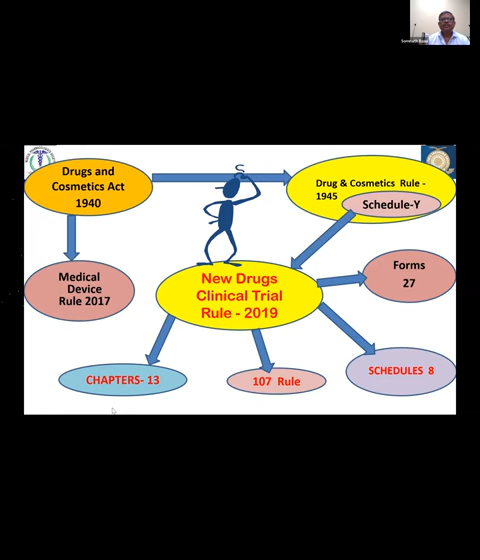 Drugs and
Cosmetics Act
1940
Drug & Cosmetics Rule -
1945
Schedule-Y
Medical
Device
Rule 2017
New Drugs
Clinical Trial
Rule - 2019
Forms
27
CHAPTERS- 13
107 Rule
SCHEDULES 8